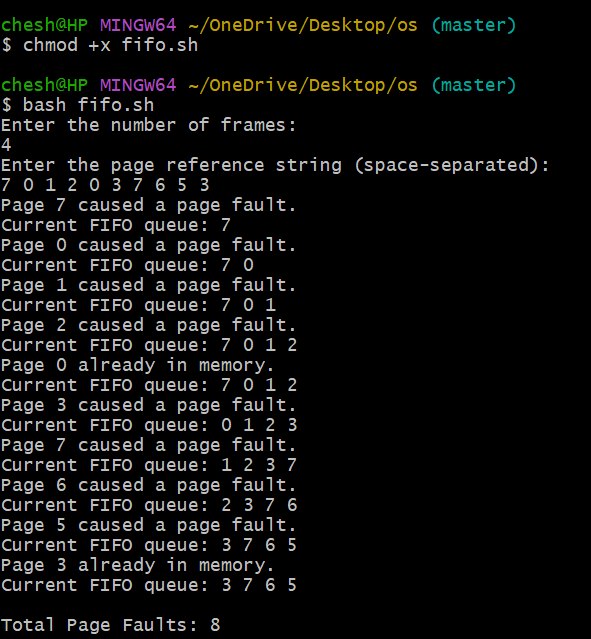 chesh@HP MINGW64 ~/OneDrive/Desktop/os (master)
$ chmod +x fifo.sh
chesh@HP MINGW64 ~/OneDrive/Desktop/os (master)
$ bash fifo.sh
Enter the number of frames:
4
Enter the page reference string (space-separated):
7 0 1 2 0 3 7 6 5 3
Page 7 caused a page fault.
Current FIFO queue: 7
Page 0 caused a page fault.
Current FIFO queue: 7 0
Page 1 caused a page fault.
Current FIFO queue: 7 0 1
Page 2 caused a page fault.
Current FIFO queue: 7 0 1 2
Page 0 already in memory.
Current FIFO queue: 7 0 1 2
Page 3 caused a page fault.
Current FIFO queue: 0 1 2 3
Page 7 caused a page fault.
Current FIFO queue: 1 2 3 7
Page 6 caused a page fault.
Current FIFO queue: 2 3 7 6
Page 5 caused a page fault.
Current FIFO queue: 3 7 6 5
Page 3 already in memory.
Current FIFO queue: 3 7 6 5
Total Page Faults: 8